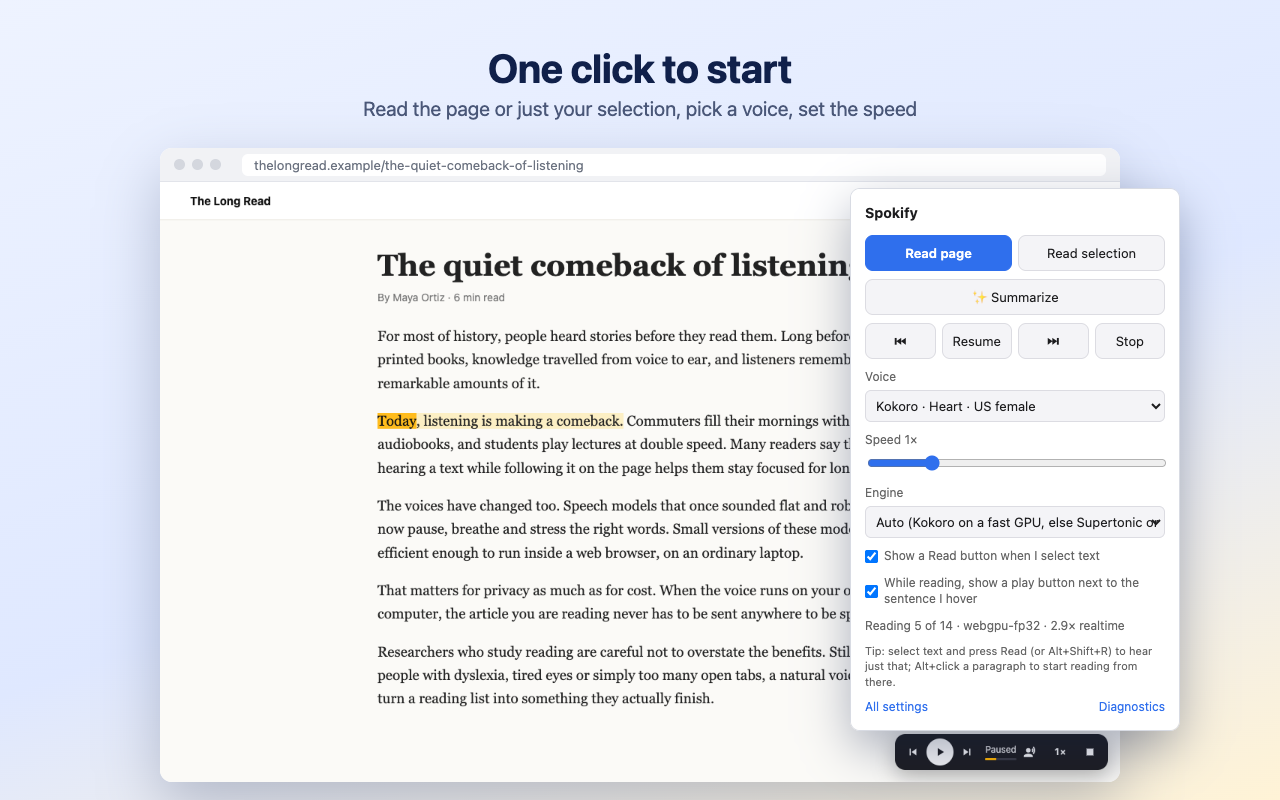 One click to start
Read the page or just your selection, pick a voice, set the speed
thelongread.example/the-quiet-comeback-of-listening
The Long Read
The quiet comeback of listening
By Maya Ortiz · 6 min read
For most of history, people heard stories before they read them. Long before
printed books, knowledge travelled from voice to ear, and listeners
remarkable amounts of it.
Today, listening is making a comeback. Commuters fill their mornings with
audiobooks, and students play lectures at double speed. Many readers say
hearing a text while following it on the page helps them stay focused for
The voices have changed too. Speech models that once sounded flat and
now pause, breathe and stress the right words. Small versions of these
efficient enough to run inside a web browser, on an ordinary laptop.
That matters for privacy as much as for cost. When the voice runs on your
computer, the article you are reading never has to be sent anywhere to be
Researchers who study reading are careful not to overstate the benefits.
people with dyslexia, tired eyes or simply too many open tabs, a natural
turn a reading list into something they actually finish.
Spokify
Read page
Read selection
✨ Summarize
⏮ Resume ⏭ Stop
Voice
Kokoro · Heart · US female
Speed 1×
Engine
Auto (Kokoro on a fast GPU, else Supertonic
Show a Read button when I select text
While reading, show a play button next to the
sentence I hover
Reading 5 of 14 · webgpu-fp32 · 2.9× realtime
Tip: select text and press Read (or Alt+Shift+R) to hear
just that; Alt+click a paragraph to start reading from
there.
All settings
Diagnostics
Paused
1×